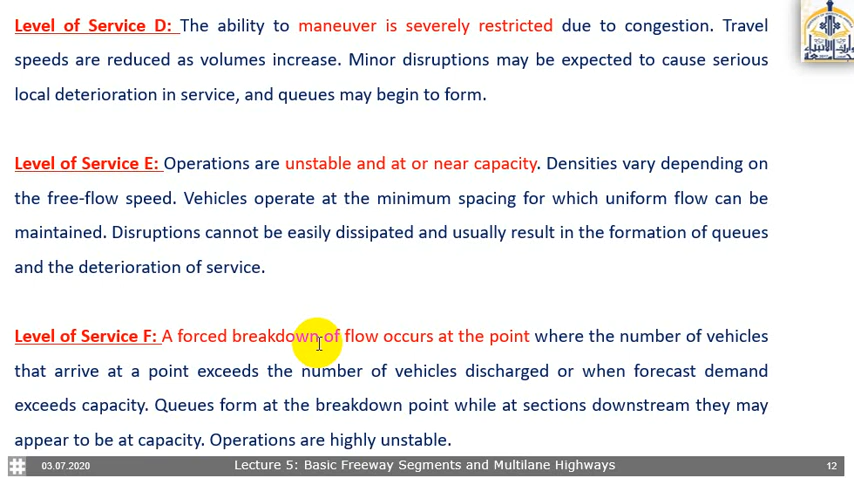 Level of Service D: The ability to maneuver is severely restricted due to congestion. Travel
speeds are reduced as volumes increase. Minor disruptions may be expected to cause serious
local deterioration in service, and queues may begin to form.
Level of Service E: Operations are unstable and at or near capacity. Densities vary depending on
the free-flow speed. Vehicles operate at the minimum spacing for which uniform flow can be
maintained. Disruptions cannot be easily dissipated and usually result in the formation of queues
and the deterioration of service.
Level of Service F: A forced breakdown of flow occurs at the point where the number of vehicles
that arrive at a point exceeds the number of vehicles discharged or when forecast demand
exceeds capacity. Queues form at the breakdown point while at sections downstream they may
appear to be at capacity. Operations are highly unstable.
# 03.07.2020 Lecture 5: Basic Freeway Segments and Multilane Highways 12